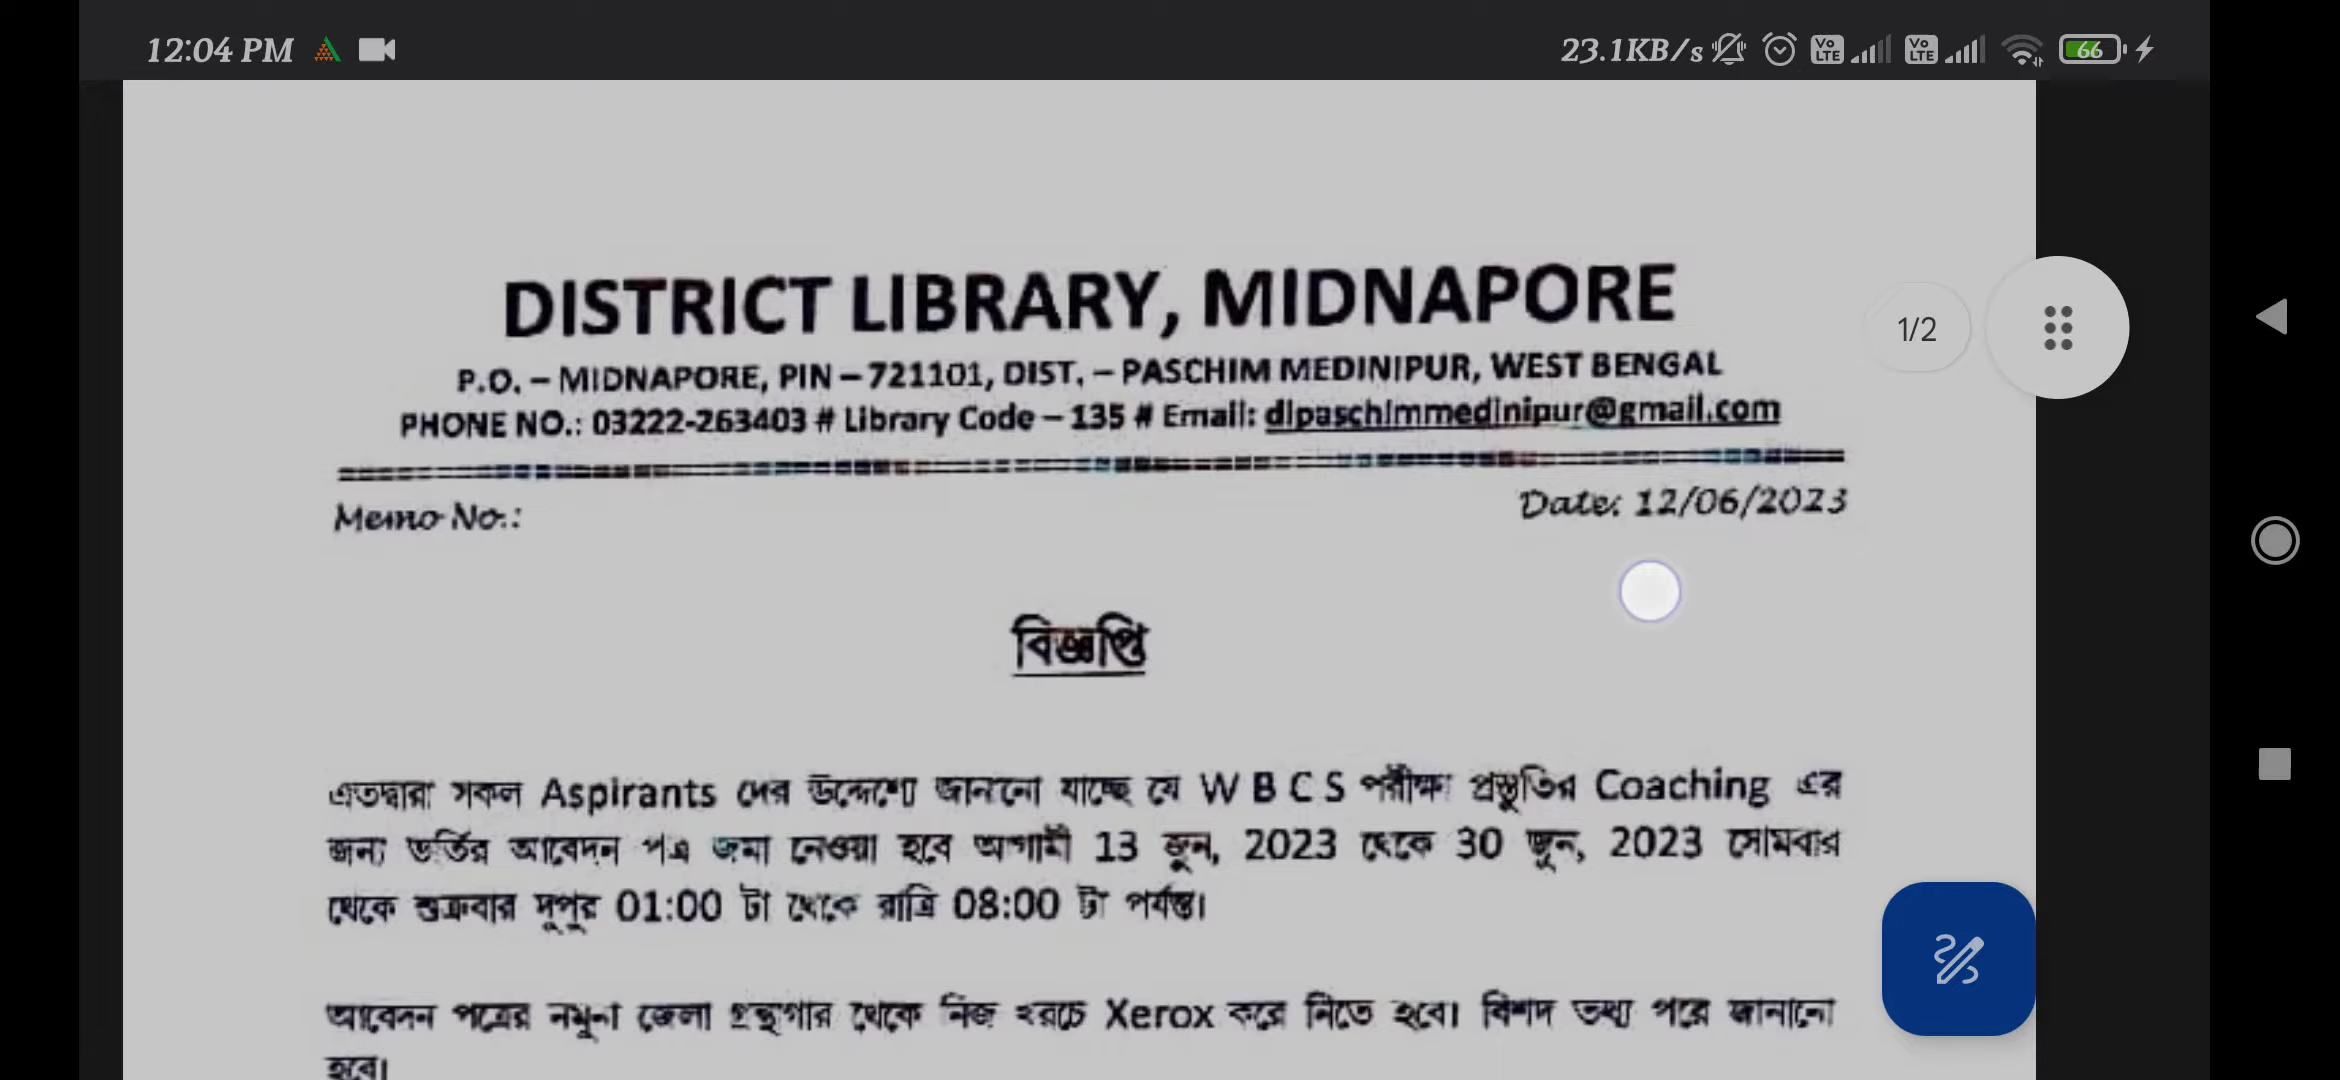 12:04 PM
23.1KB/s
Vo LTE
Vo LTE
66
DISTRICT LIBRARY, MIDNAPORE
1/2
P.O. – MIDNAPORE, PIN – 721101, DIST. – PASCHIM MEDINIPUR, WEST BENGAL
PHONE NO.: 03222-263403 # Library Code – 135 # Email: dlpaschimmedinipur@gmail.com
Memo No.:
Date: 12/06/2023
বিজ্ঞপ্তি
এতদ্বারা সকল Aspirants দের উদ্দেশ্যে জানানো যাচ্ছে যে W B C S পরীক্ষা প্রস্তুতির Coaching এর
জন্য ভর্তির আবেদন পত্র জমা নেওয়া হবে আগামী 13 জুন, 2023 থেকে 30 জুন, 2023 সোমবার
থেকে শুক্রবার দুপুর 01:00 টা থেকে রাত্রি 08:00 টা পর্যন্ত।
আবেদন পত্রের নমুনা জেলা গ্রন্থাগার থেকে নিজ খরচে Xerox করে নিতে হবে। বিশদ তথ্য পরে জানানো
হবে।